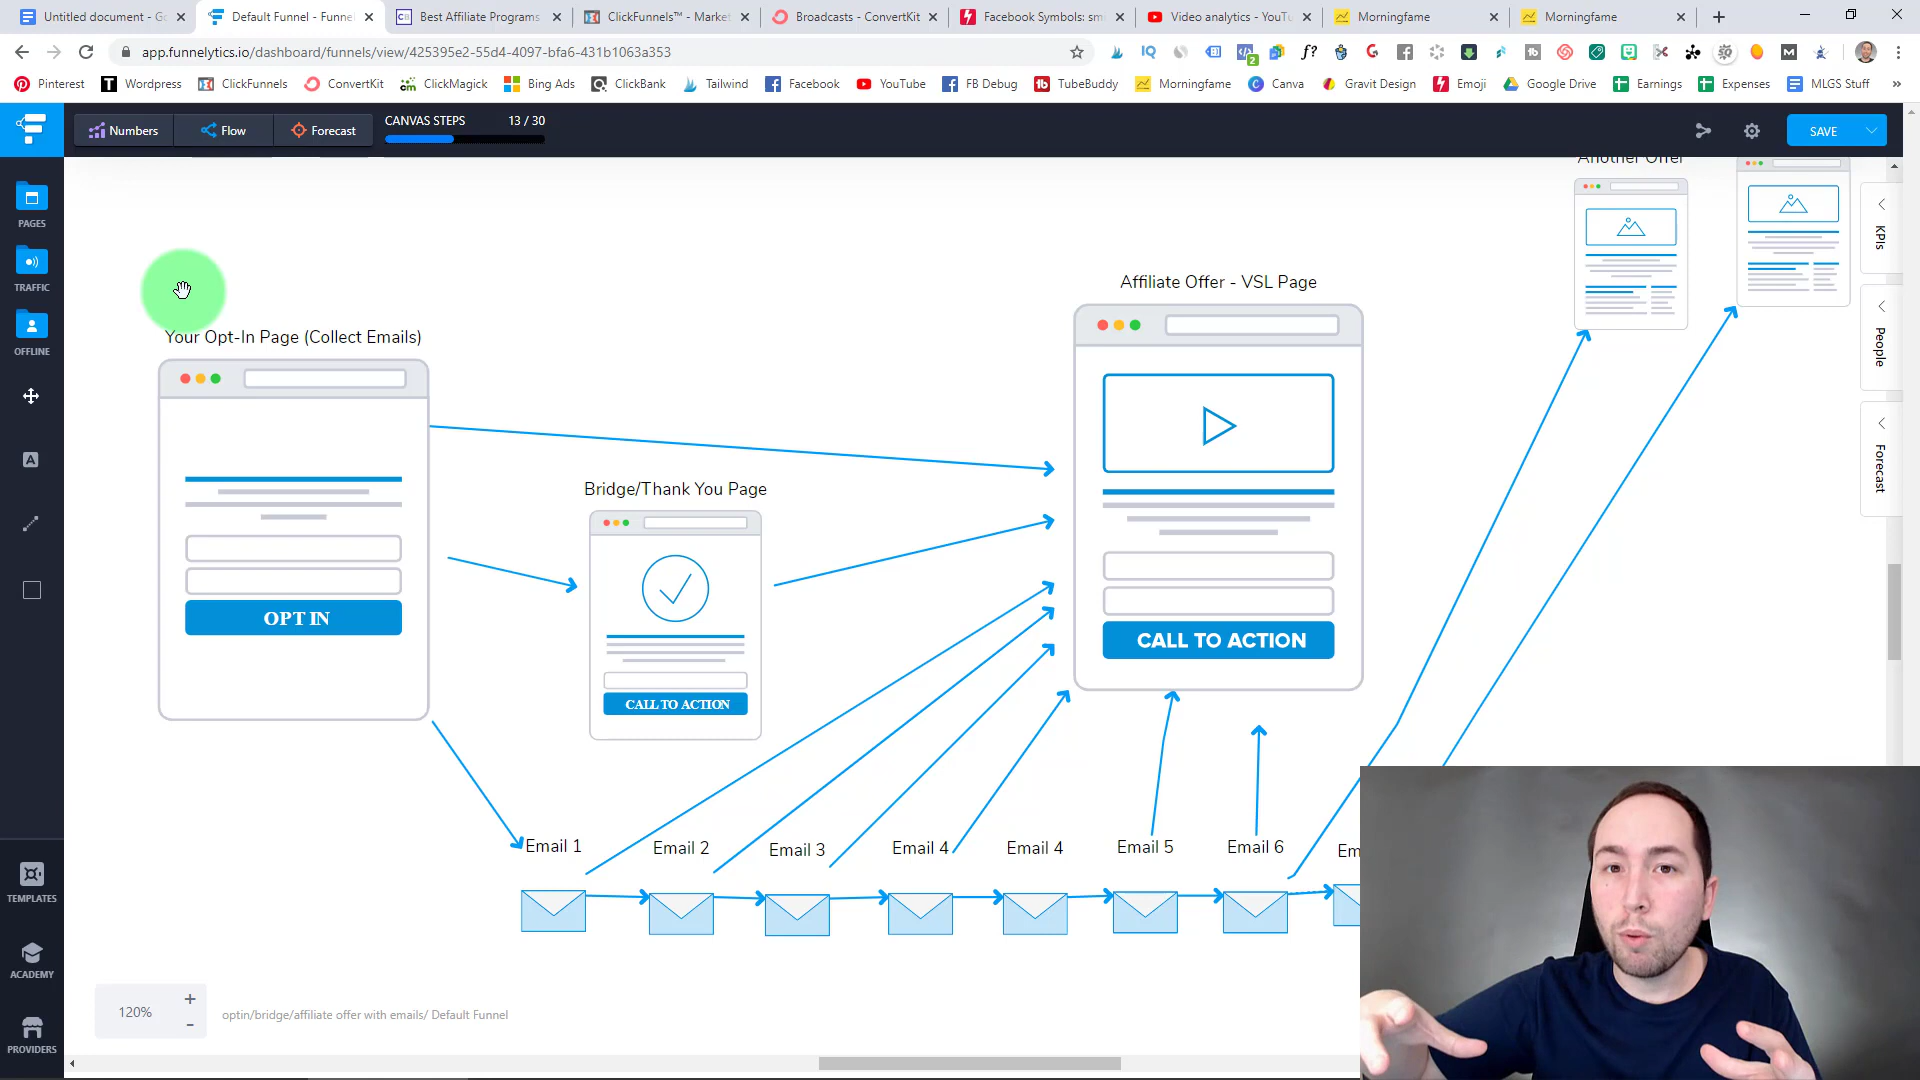 Untitled document - Go
Default Funnel - Funne
Best Affiliate Programs
ClickFunnels™ - Market
Broadcasts - ConvertKit
Facebook Symbols: sm
Video analytics - YouTu
Morningfame
Morningfame
app.funnelytics.io/dashboard/funnels/view/425395e2-55d4-4097-bfa6-431b1063a353
Pinterest
Wordpress
ClickFunnels
ConvertKit
ClickMagick
Bing Ads
ClickBank
Tailwind
Facebook
YouTube
FB Debug
TubeBuddy
Morningfame
Canva
Gravit Design
Emoji
Google Drive
Earnings
Expenses
MLGS Stuff
Numbers
Flow
Forecast
CANVAS STEPS 13 / 30
SAVE
PAGES
TRAFFIC
OFFLINE
TEMPLATES
ACADEMY
PROVIDERS
KPIs
People
Forecast
Another Offer
Affiliate Offer - VSL Page
Your Opt-In Page (Collect Emails)
Bridge/Thank You Page
OPT IN
CALL TO ACTION
CALL TO ACTION
Email 1
Email 2
Email 3
Email 4
Email 4
Email 5
Email 6
Em
120%
optin/bridge/affiliate offer with emails/ Default Funnel